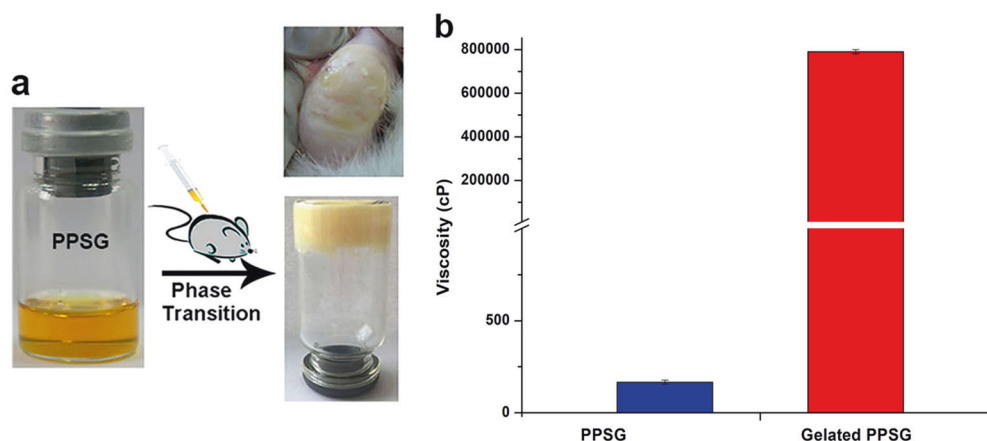 a
PPSG
Phase
Transition
b
Viscosity (cP)
800000
600000
400000
200000
500
0
PPSG
Gelated PPSG